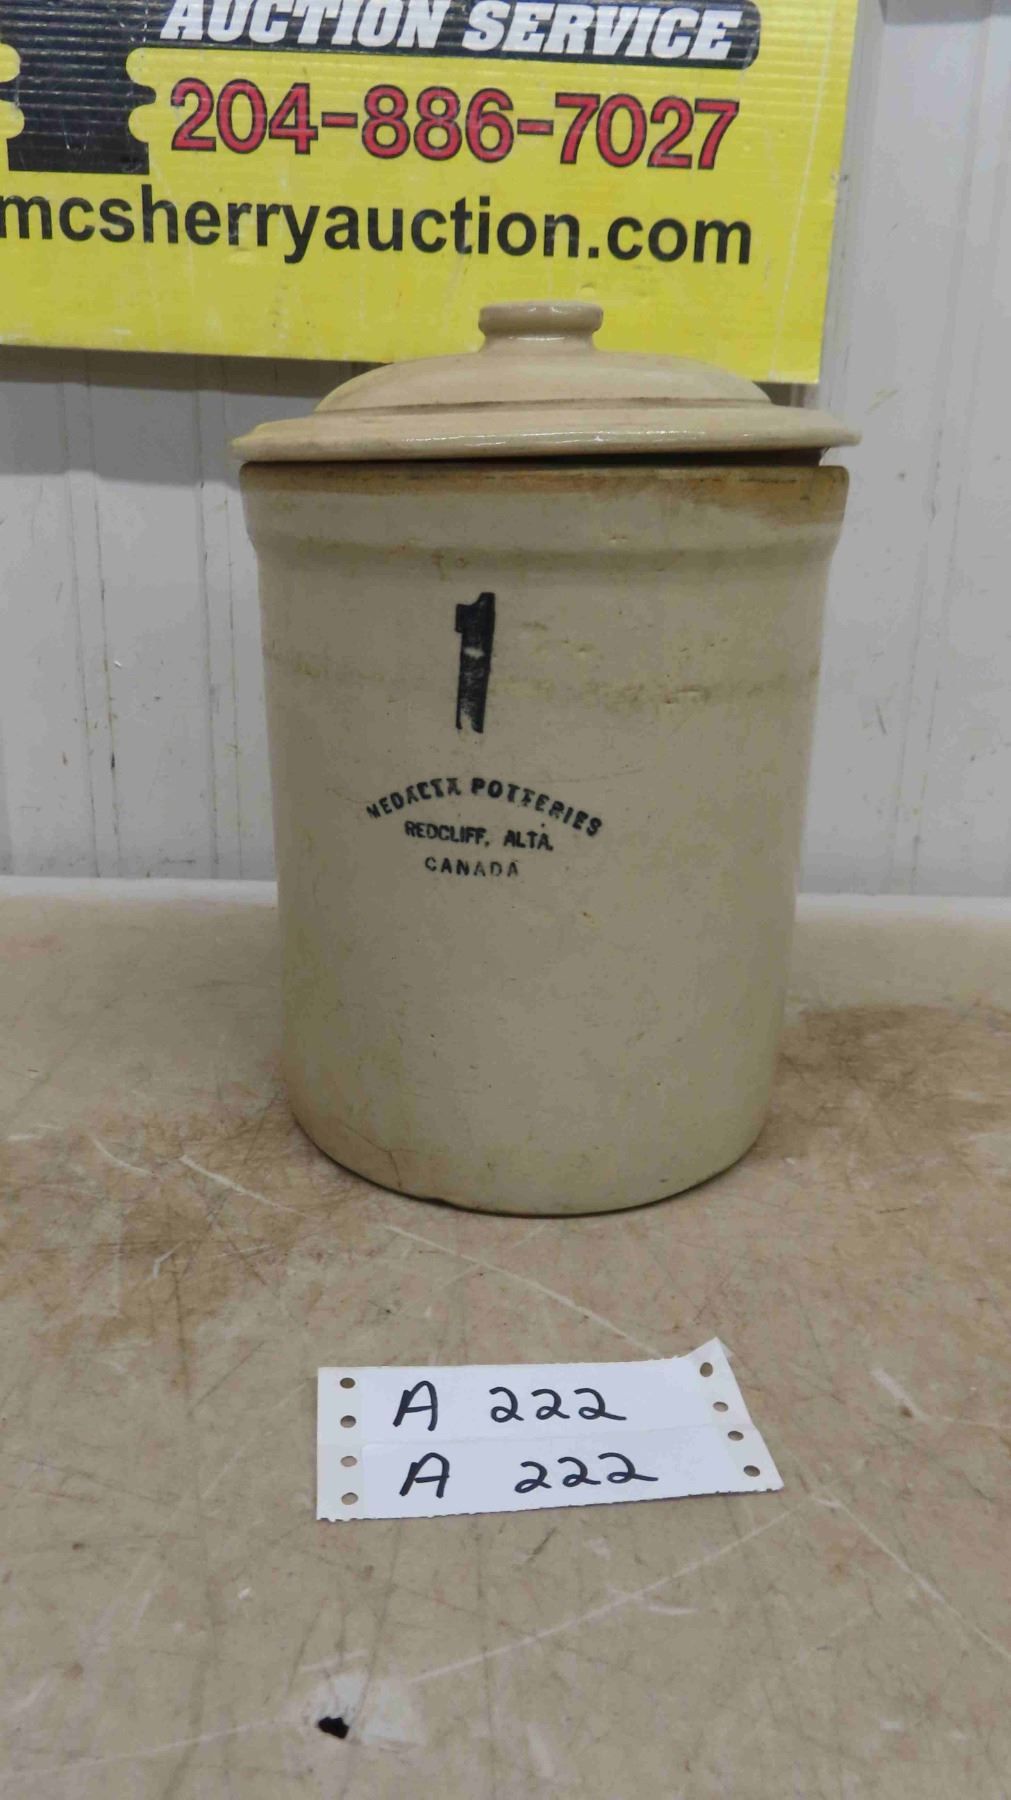 AUCTION SERVICE
204-886-7027
mcsherryauction.com
1
MEDALTA POTTERIES
REDCLIFF, ALTA.
CANADA
A 222
A 222